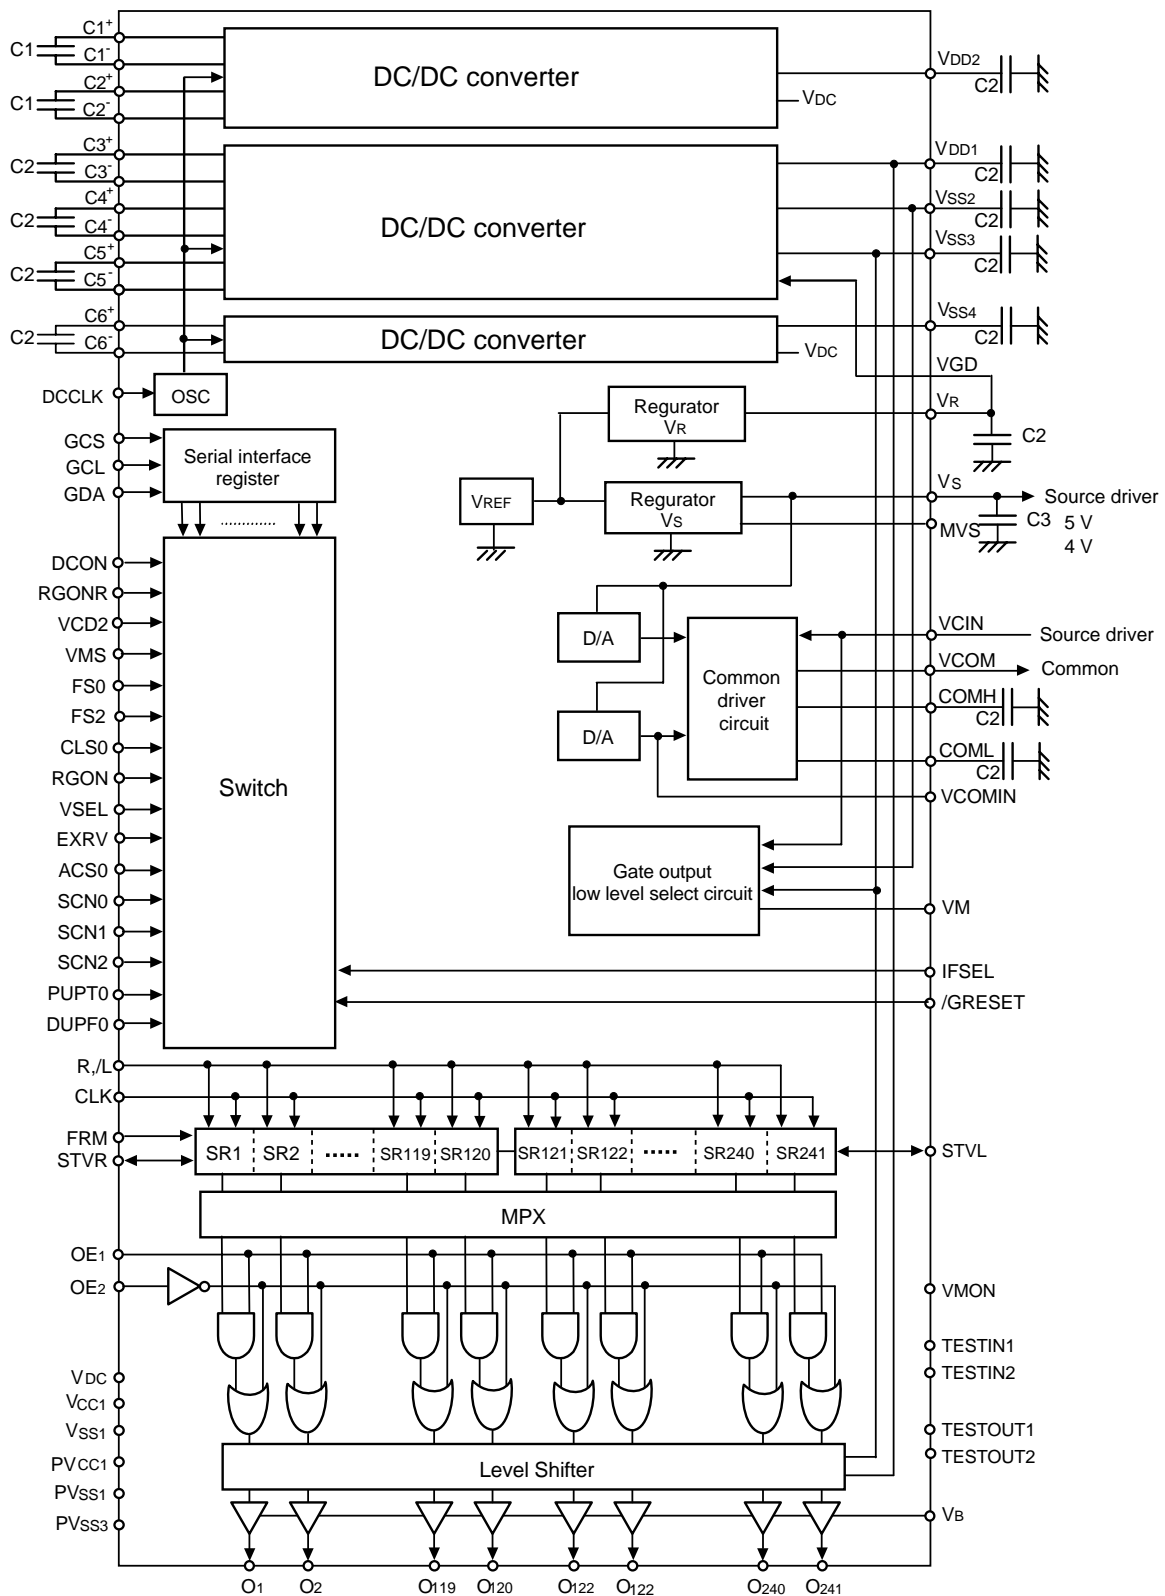 C1+
C1
C1-
C2+
C1
C2-
C3+
C2
C3-
C4+
C2
C4-
C5+
C2
C5-
C6+
C2
C6-
DC/DC converter
VDD2
C2
VDC
DC/DC converter
VDD1
C2
VSS2
C2
VSS3
C2
DC/DC converter
VSS4
C2
VDC
VGD
DCCLK
OSC
GCS
GCL
GDA
Serial interface
register
.............
Regurator
VR
VR
C2
VREF
Regurator
VS
VS
Source driver
MVS
C3
5 V
4 V
DCON
RGONR
VCD2
VMS
FS0
FS2
CLS0
RGON
VSEL
EXRV
ACS0
SCN0
SCN1
SCN2
PUPT0
DUPF0
Switch
D/A
D/A
Common
driver
circuit
VCIN
Source driver
VCOM
Common
COMH
C2
COML
C2
VCOMIN
Gate output
low level select circuit
VM
IFSEL
/GRESET
R,/L
CLK
FRM
STVR
SR1
SR2
.....
SR119
SR120
SR121
SR122
.....
SR240
SR241
STVL
MPX
OE1
OE2
VMON
TESTIN1
TESTIN2
VDC
VCC1
VSS1
PVCC1
PVSS1
PVSS3
TESTOUT1
TESTOUT2
Level Shifter
VB
O1
O2
O119
O120
O122
O122
O240
O241